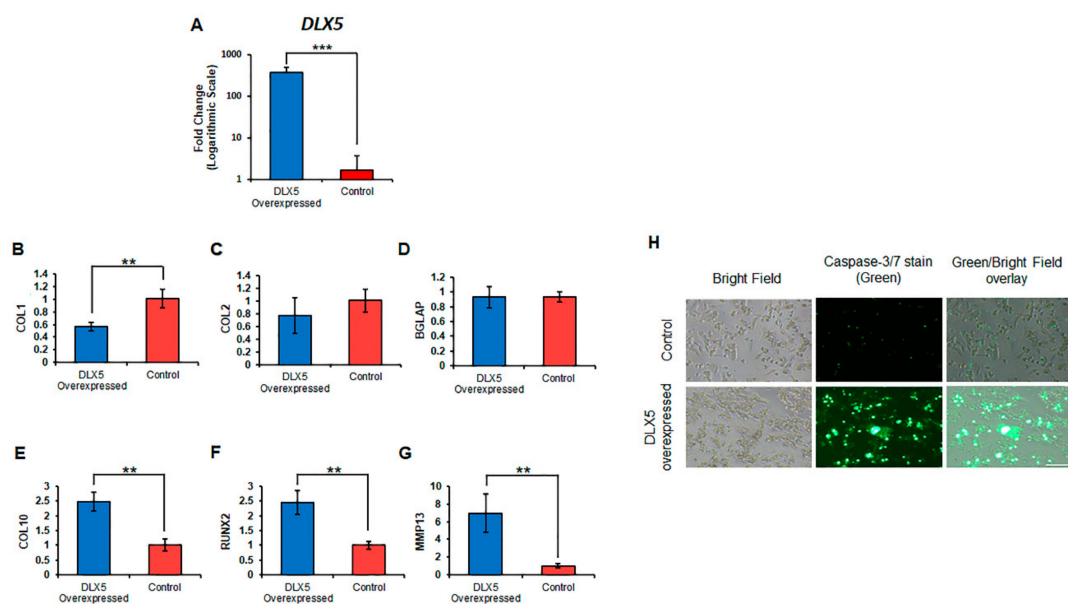 A
DLX5
***
1000
100
10
1
Fold Change
(Logarithmic Scale)
DLX5
Overexpressed
Control
B
**
1.4
1.2
1
0.8
0.6
0.4
0.2
0
COL1
DLX5
Overexpressed
Control
C
1.4
1.2
1
0.8
0.6
0.4
0.2
0
COL2
DLX5
Overexpressed
Control
D
1.2
1
0.8
0.6
0.4
0.2
0
BGLAP
DLX5
Overexpressed
Control
E
**
3
2.5
2
1.5
1
0.5
0
COL10
DLX5
Overexpressed
Control
F
**
3
2.5
2
1.5
1
0.5
0
RUNX2
DLX5
Overexpressed
Control
G
**
10
8
6
4
2
0
MMP13
DLX5
Overexpressed
Control
H
Bright Field
Caspase-3/7 stain
(Green)
Green/Bright Field
overlay
Control
DLX5
overexpressed